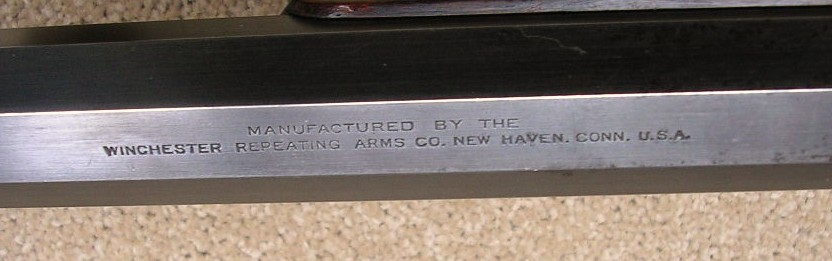 MANUFACTURED BY THE
WINCHESTER REPEATING ARMS CO. NEW HAVEN. CONN. U.S.A.